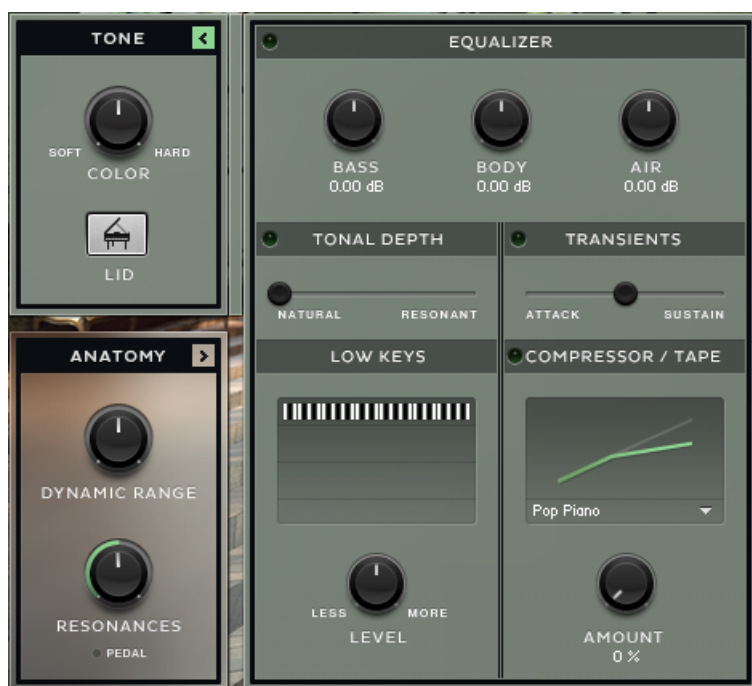 TONE
SOFT HARD
COLOR
LID
ANATOMY
DYNAMIC RANGE
RESONANCES
PEDAL
EQUALIZER
BASS BODY AIR
0.00 dB 0.00 dB 0.00 dB
TONAL DEPTH
NATURAL RESONANT
TRANSIENTS
ATTACK SUSTAIN
LOW KEYS
LESS MORE
LEVEL
COMPRESSOR / TAPE
Pop Piano
AMOUNT
0 %